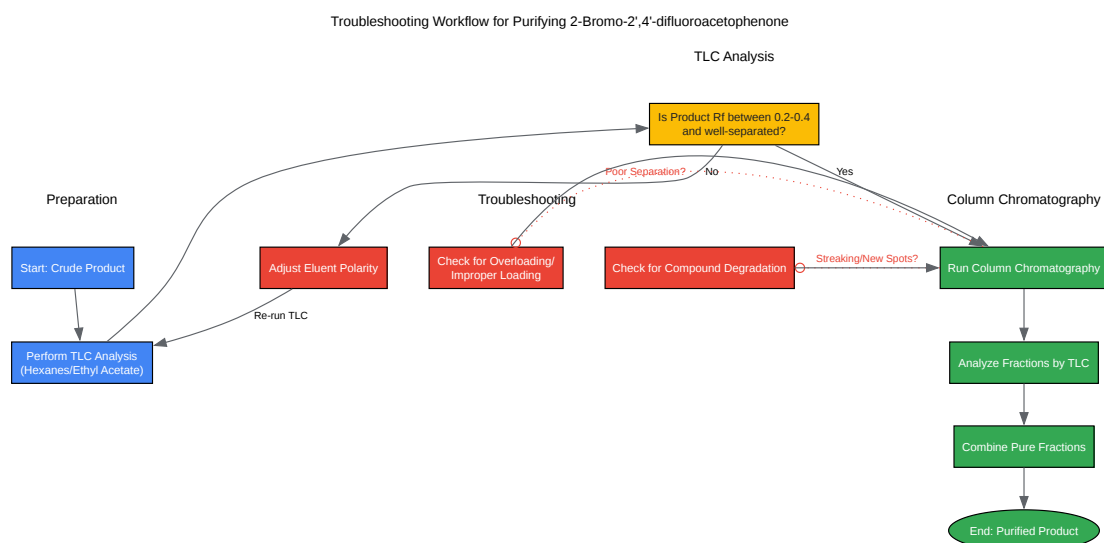 Troubleshooting Workflow for Purifying 2-Bromo-2',4'-difluoroacetophenone
TLC Analysis
Is Product Rf between 0.2-0.4
and well-separated?
Poor Separation?
No
Yes
Preparation
Troubleshooting
Column Chromatography
Start: Crude Product
Adjust Eluent Polarity
Check for Overloading/
Improper Loading
Check for Compound Degradation
Streaking/New Spots?
Run Column Chromatography
Re-run TLC
Perform TLC Analysis
(Hexanes/Ethyl Acetate)
Analyze Fractions by TLC
Combine Pure Fractions
End: Purified Product